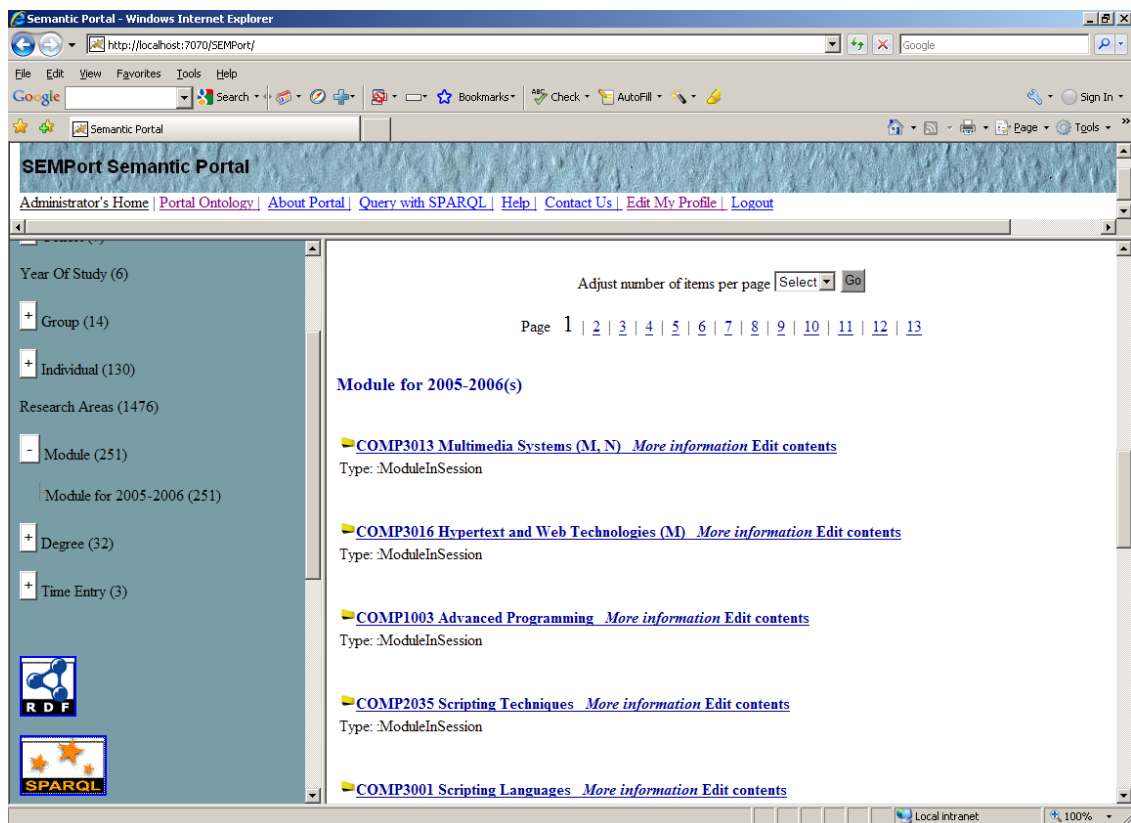 Semantic Portal - Windows Internet Explorer
http://localhost:7070/SEMPort/
Google
File Edit View Favorites Tools Help
Google Search Bookmarks ABC Check AutoFill Sign In
Semantic Portal Page Tools »
SEMPort Semantic Portal
Administrator's Home | Portal Ontology | About Portal | Query with SPARQL | Help | Contact Us | Edit My Profile | Logout
Year Of Study (6)
+ Group (14)
+ Individual (130)
Research Areas (1476)
- Module (251)
Module for 2005-2006 (251)
+ Degree (32)
+ Time Entry (3)
RDF
SPARQL
Adjust number of items per page Select Go
Page 1 | 2 | 3 | 4 | 5 | 6 | 7 | 8 | 9 | 10 | 11 | 12 | 13
Module for 2005-2006(s)
COMP3013 Multimedia Systems (M, N) More information Edit contents
Type: :ModuleInSession
COMP3016 Hypertext and Web Technologies (M) More information Edit contents
Type: :ModuleInSession
COMP1003 Advanced Programming More information Edit contents
Type: :ModuleInSession
COMP2035 Scripting Techniques More information Edit contents
Type: :ModuleInSession
COMP3001 Scripting Languages More information Edit contents
Local intranet 100%